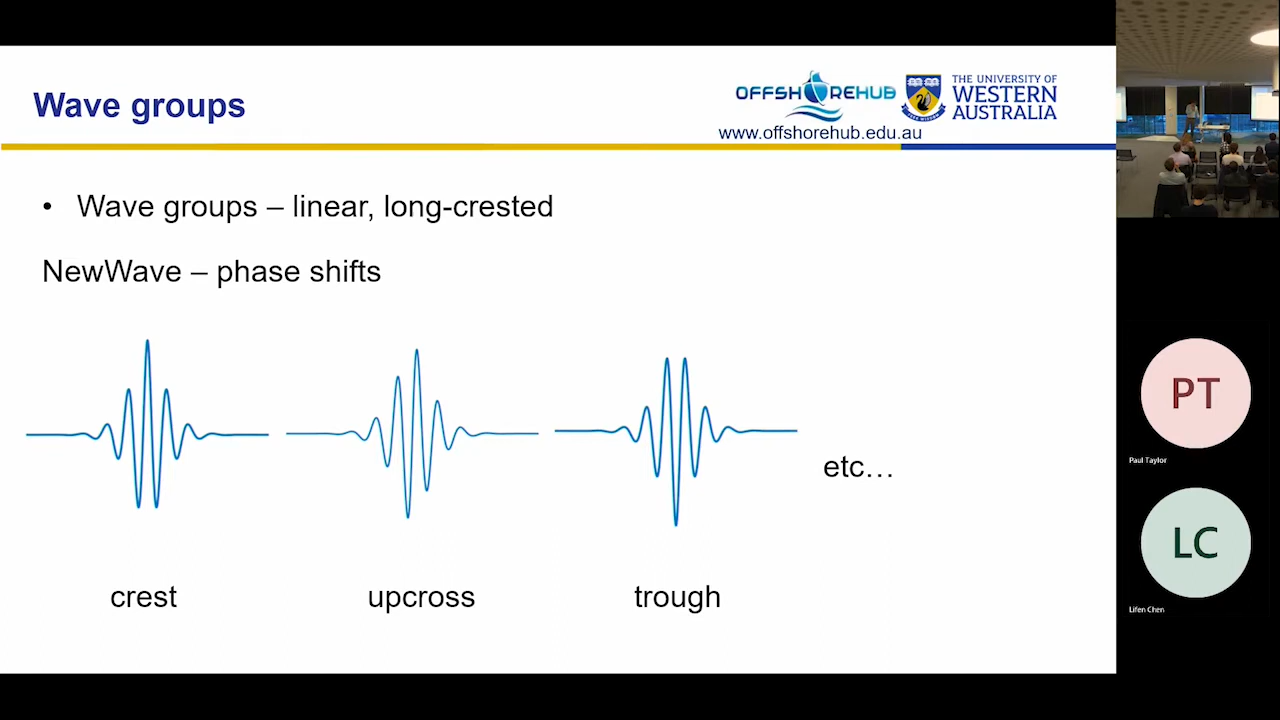 Wave groups
OFFSHOREHUB
www.offshorehub.edu.au
THE UNIVERSITY OF
WESTERN
AUSTRALIA
• Wave groups – linear, long-crested
NewWave – phase shifts
etc…
crest
upcross
trough
PT
Paul Taylor
LC
Lifen Chen